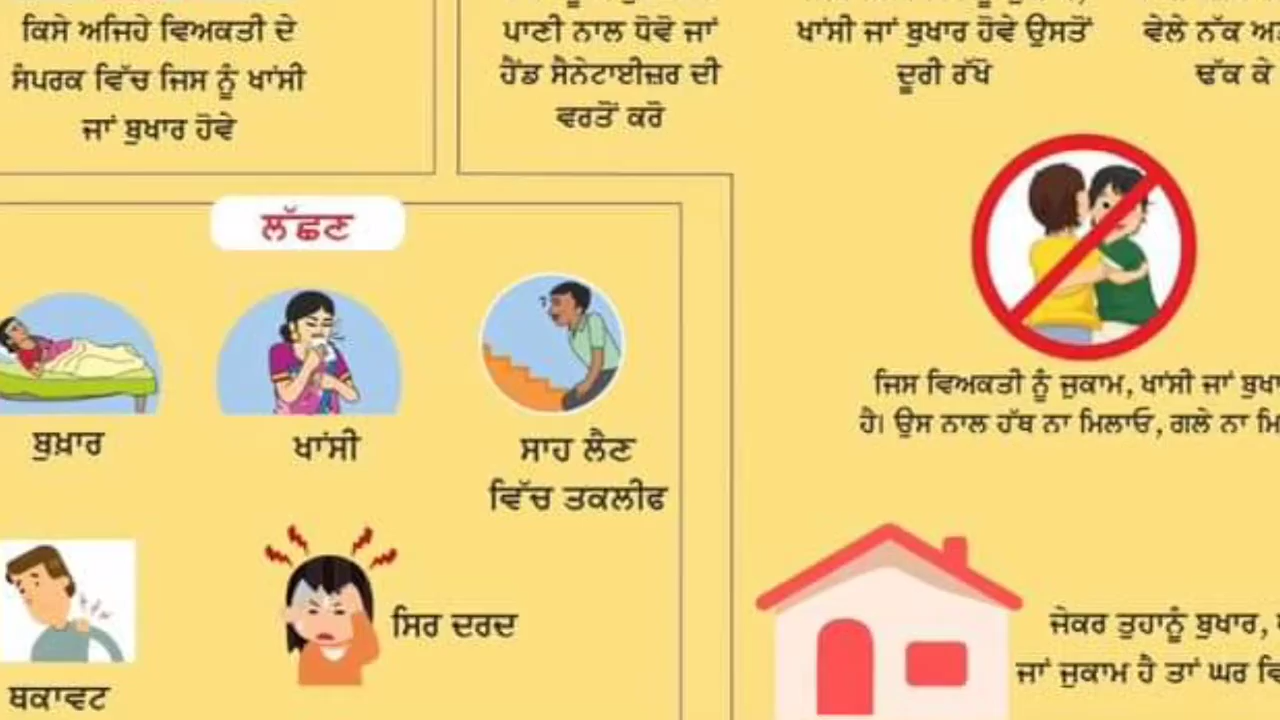 ਕਿਸੇ ਅਜਿਹੇ ਵਿਅਕਤੀ ਦੇ
ਸੰਪਰਕ ਵਿੱਚ ਜਿਸ ਨੂੰ ਖਾਂਸੀ
ਜਾਂ ਬੁਖਾਰ ਹੋਵੇ
ਪਾਣੀ ਨਾਲ ਧੋਵੋ ਜਾਂ
ਹੈਂਡ ਸੈਨੇਟਾਈਜ਼ਰ ਦੀ
ਵਰਤੋਂ ਕਰੋ
ਖਾਂਸੀ ਜਾਂ ਬੁਖਾਰ ਹੋਵੇ ਉਸਤੋਂ
ਦੂਰੀ ਰੱਖੋ
ਵੇਲੇ ਨੱਕ
ਢੱਕ ਕੇ
ਲੱਛਣ
ਬੁਖ਼ਾਰ
ਖਾਂਸੀ
ਸਾਹ ਲੈਣ
ਵਿੱਚ ਤਕਲੀਫ
ਥਕਾਵਟ
ਸਿਰ ਦਰਦ
ਜਿਸ ਵਿਅਕਤੀ ਨੂੰ ਜੁਕਾਮ, ਖਾਂਸੀ ਜਾਂ
ਹੈ। ਉਸ ਨਾਲ ਹੱਥ ਨਾ ਮਿਲਾਓ, ਗਲੇ ਨਾ
ਜੇਕਰ ਤੁਹਾਨੂੰ ਬੁਖਾਰ,
ਜਾਂ ਜੁਕਾਮ ਹੈ ਤਾਂ ਘਰ